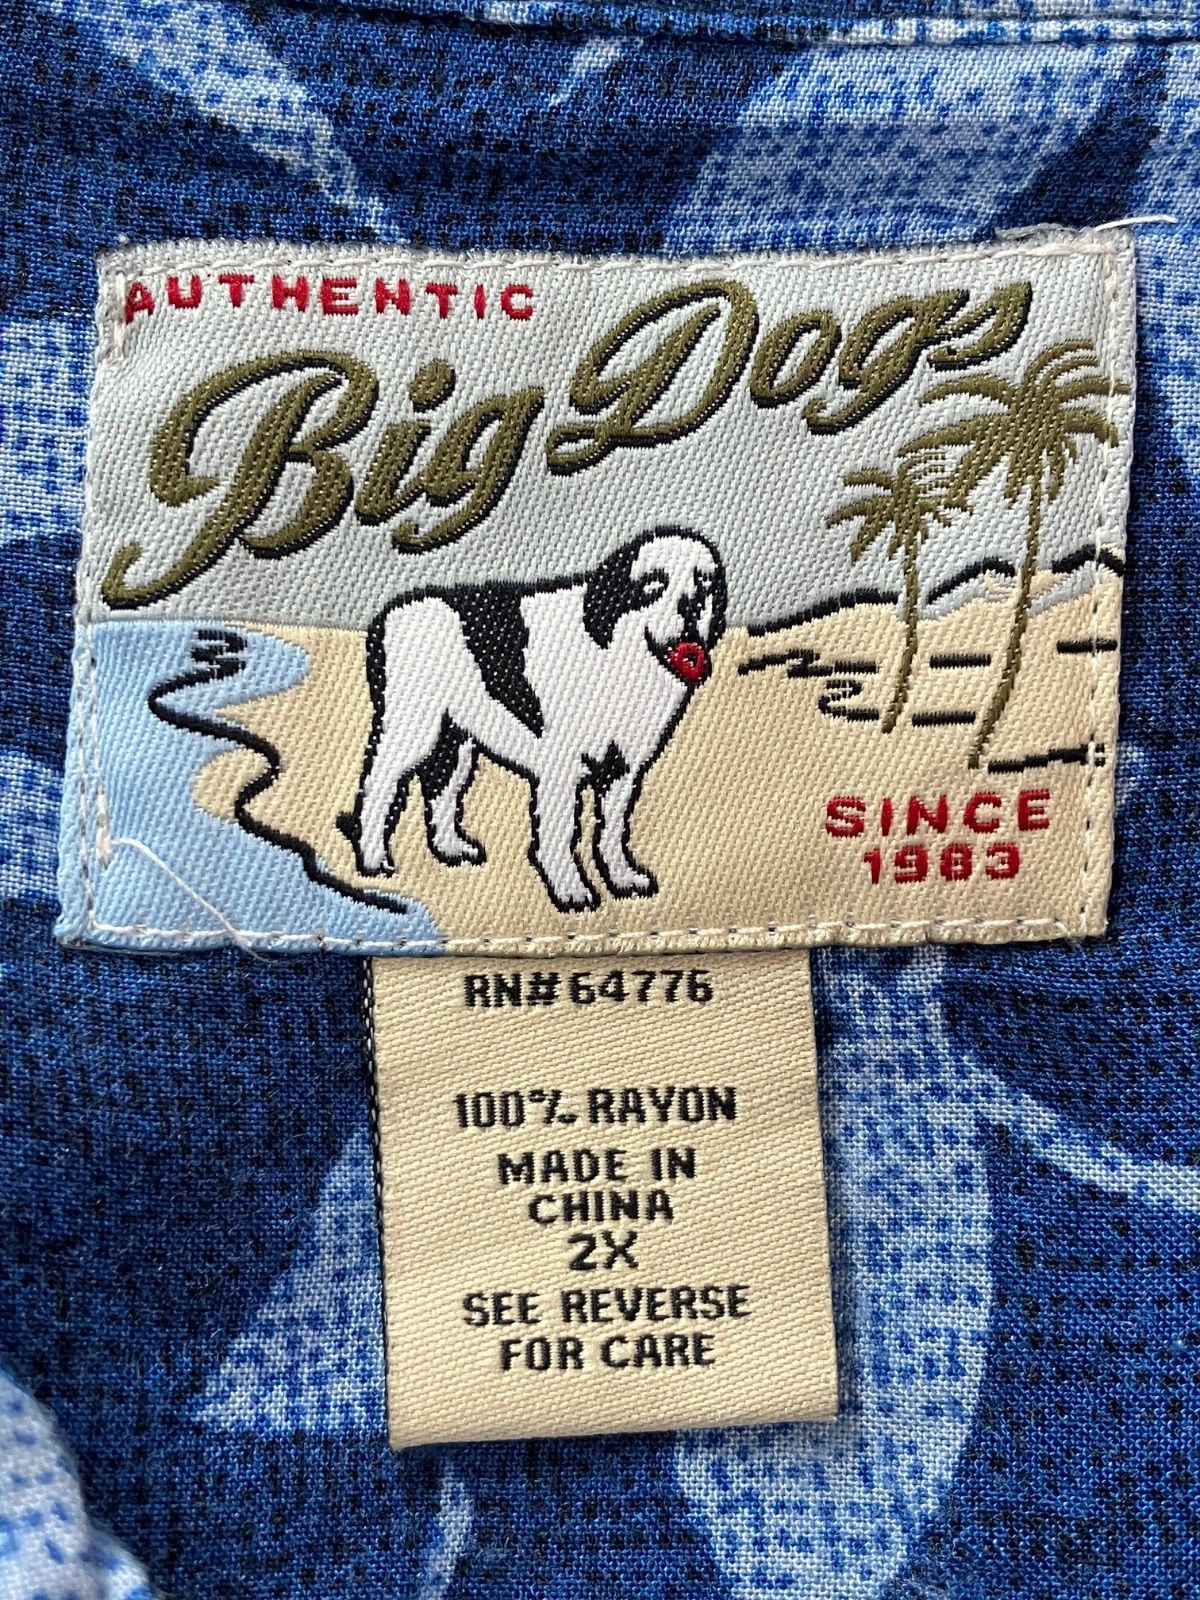 AUTHENTIC
Big Dogs
SINCE
1983
RN#64776
100% RAYON
MADE IN
CHINA
2X
SEE REVERSE
FOR CARE